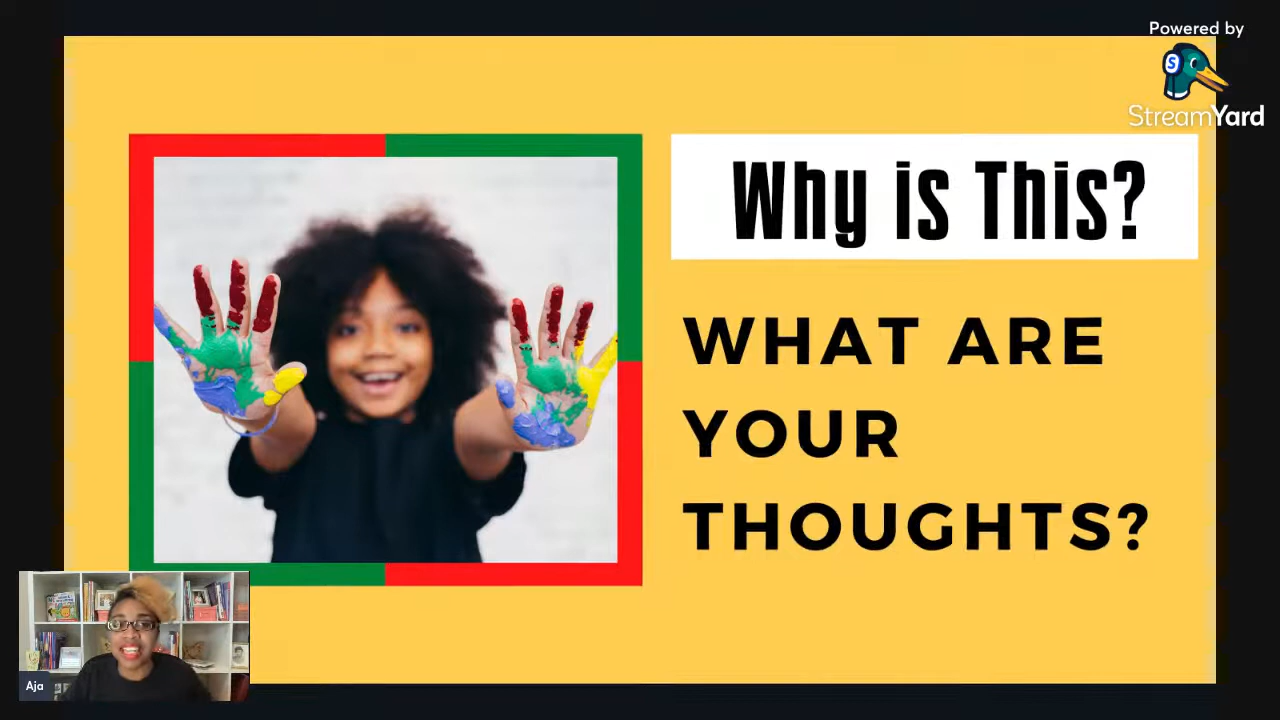 Powered by
StreamYard
Why is This?
WHAT ARE
YOUR
THOUGHTS?
Aja